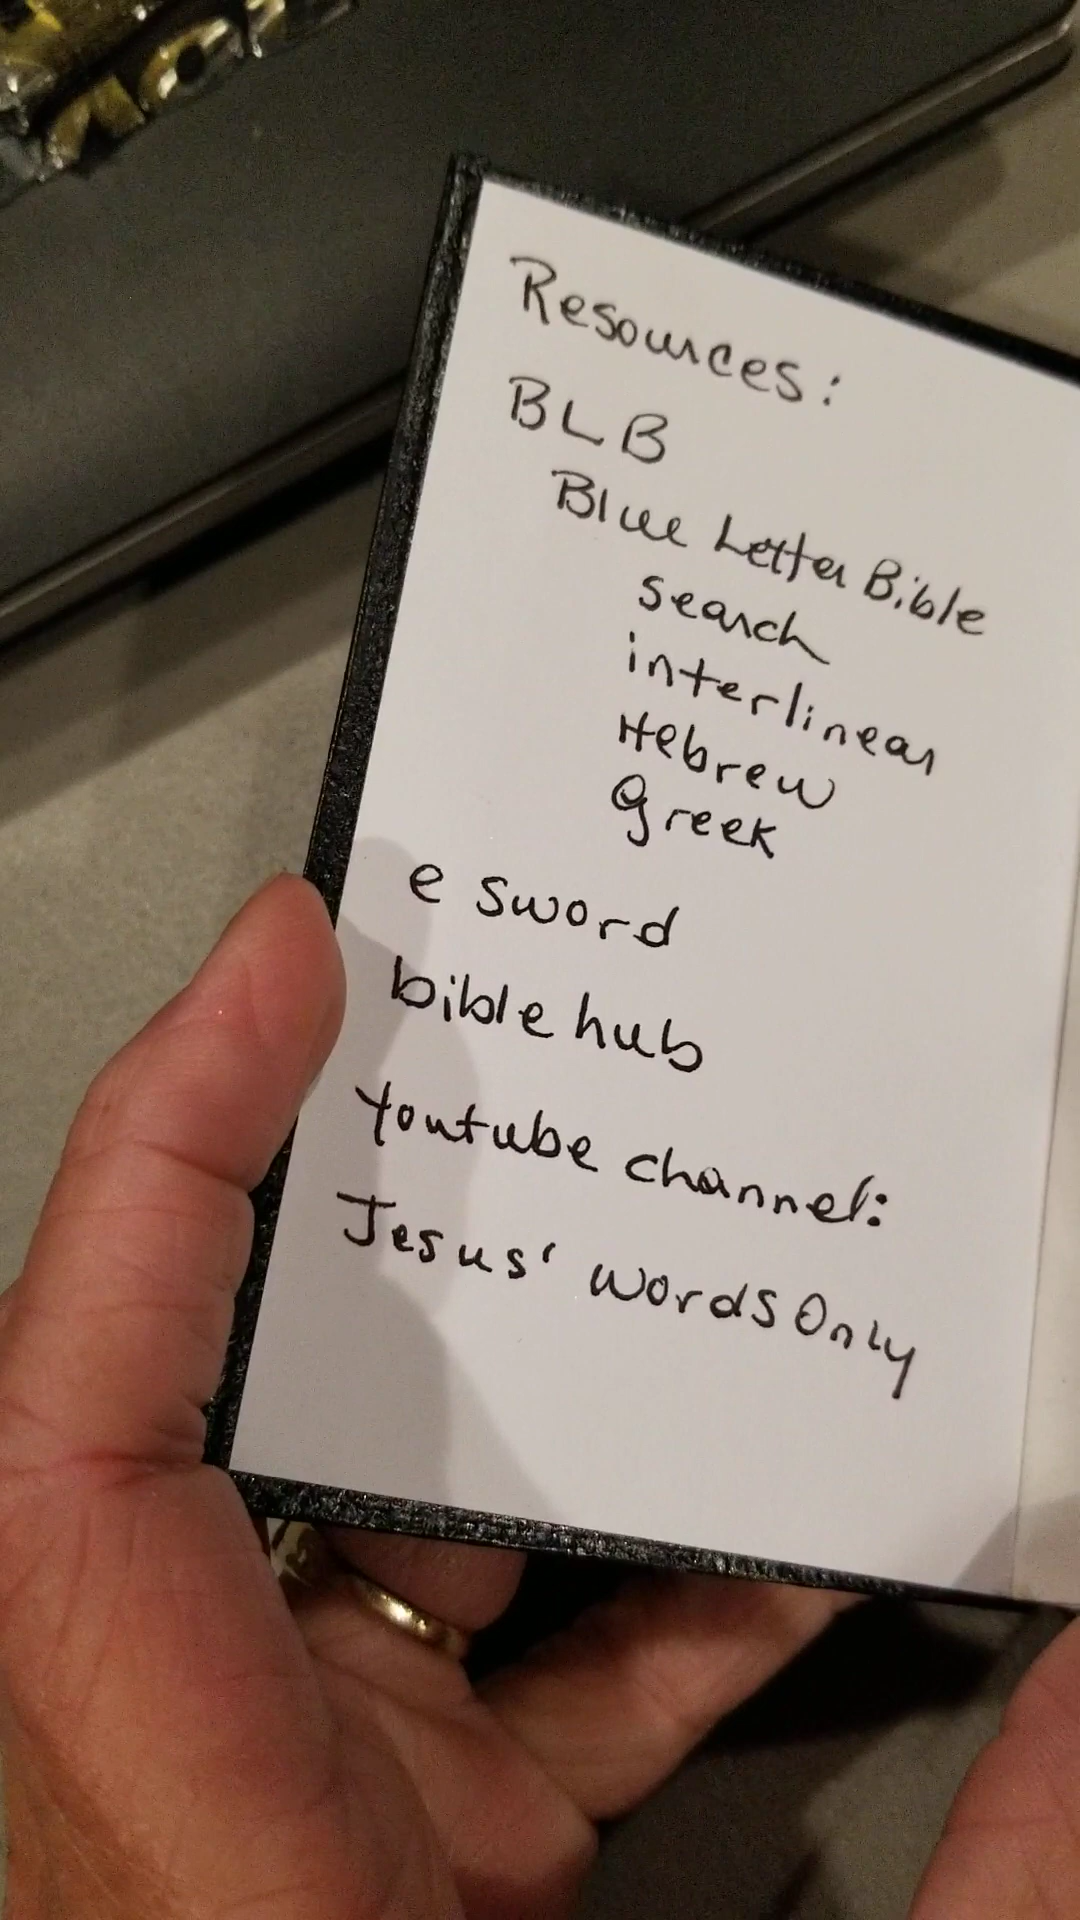 Resources:
BLB
Blue Letter Bible
search
interlinear
Hebrew
Greek
e sword
bible hub
Youtube channel:
Jesus' words Only